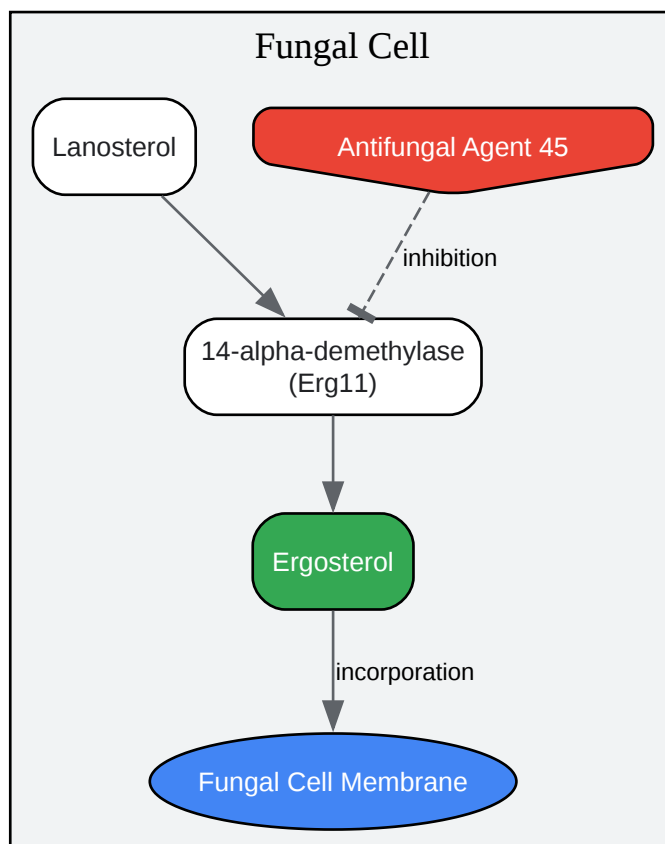 Fungal Cell
Lanosterol
Antifungal Agent 45
inhibition
14-alpha-demethylase
(Erg11)
Ergosterol
incorporation
Fungal Cell Membrane